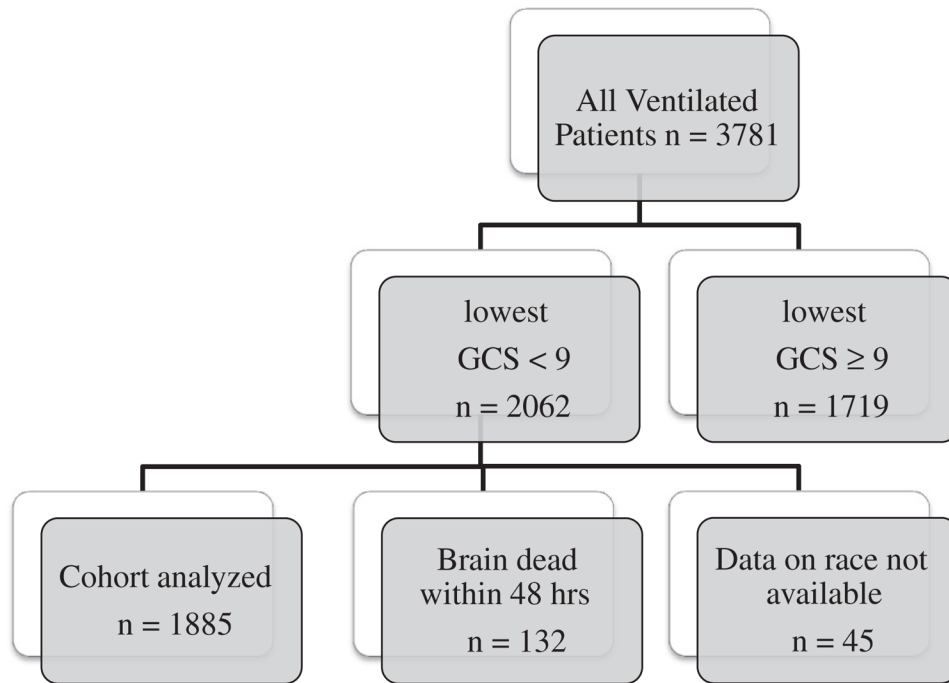 All Ventilated
Patients n = 3781
lowest
GCS < 9
n = 2062
lowest
GCS ≥ 9
n = 1719
Cohort analyzed
n = 1885
Brain dead
within 48 hrs
n = 132
Data on race not
available
n = 45